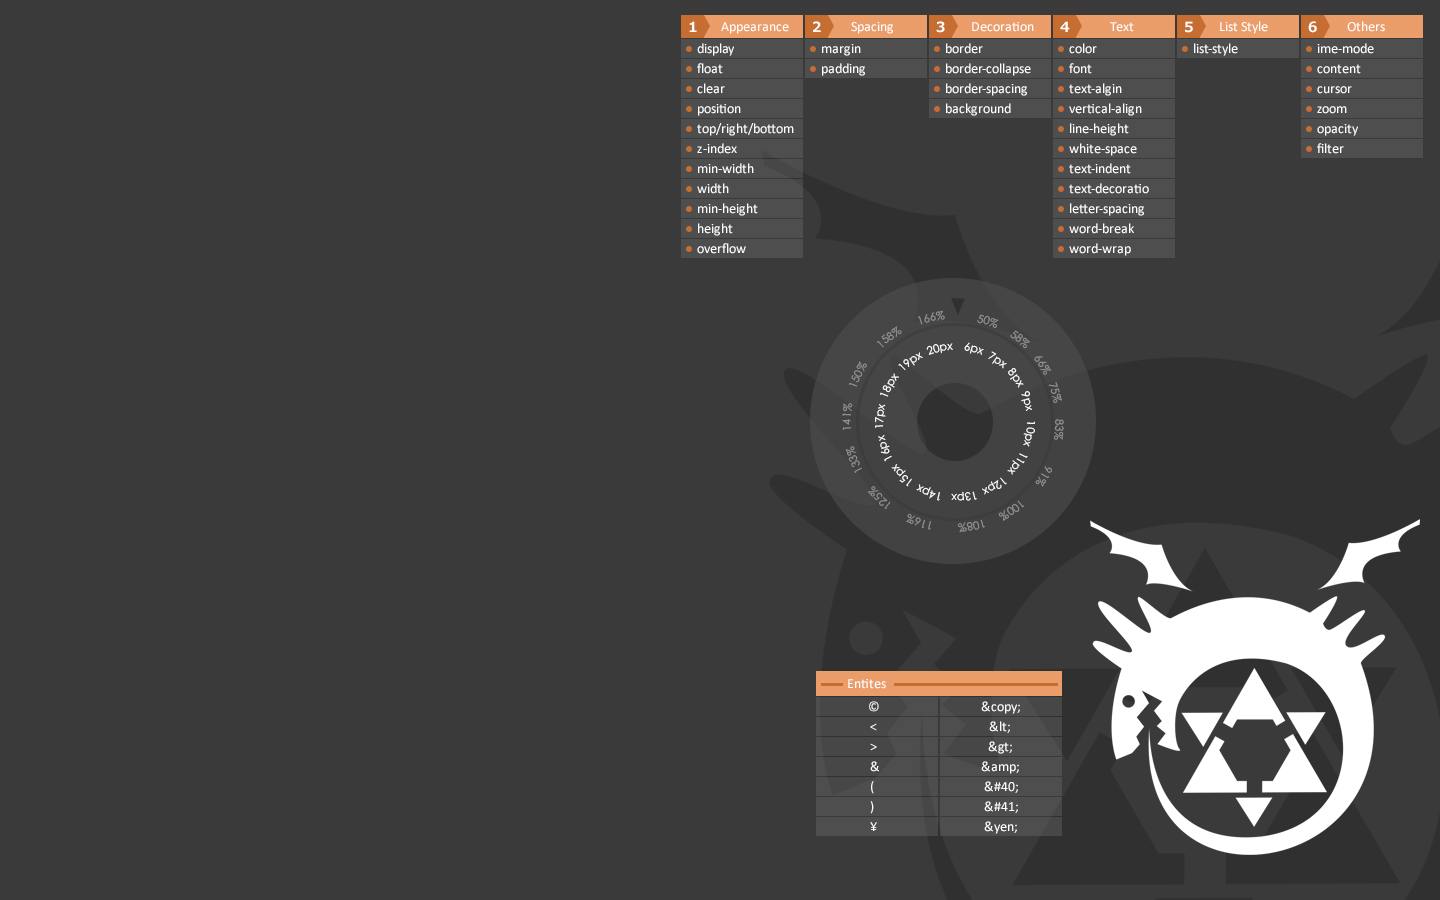 1 Appearance
display
float
clear
position
top/right/bottom
z-index
min-width
width
min-height
height
overflow
2 Spacing
margin
padding
3 Decoration
border
border-collapse
border-spacing
background
4 Text
color
font
text-algin
vertical-align
line-height
white-space
text-indent
text-decoratio
letter-spacing
word-break
word-wrap
5 List Style
list-style
6 Others
ime-mode
content
cursor
zoom
opacity
filter
50%
58%
66%
75%
83%
91%
100%
108%
116%
125%
133%
141%
150%
158%
166%
6px
7px
8px
9px
10px
11px
12px
13px
14px
15px
16px
17px
18px
19px
20px
Entites
© &copy;
< &lt;
> &gt;
& &amp;
( &#40;
) &#41;
¥ &yen;